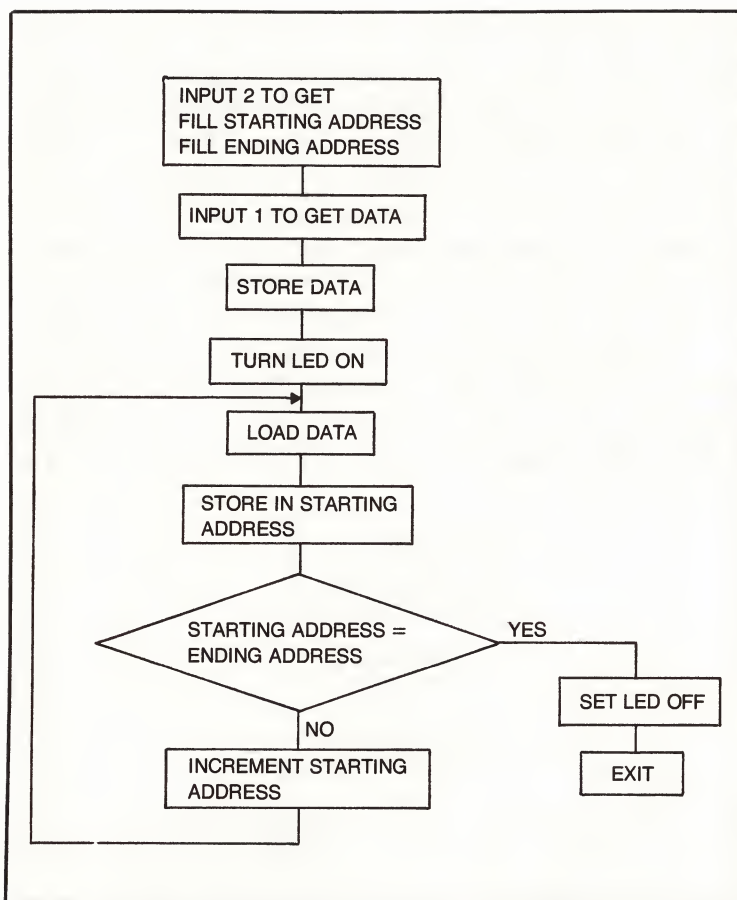 INPUT 2 TO GET
FILL STARTING ADDRESS
FILL ENDING ADDRESS
INPUT 1 TO GET DATA
STORE DATA
TURN LED ON
LOAD DATA
STORE IN STARTING
ADDRESS
STARTING ADDRESS =
ENDING ADDRESS
YES
SET LED OFF
EXIT
NO
INCREMENT STARTING
ADDRESS